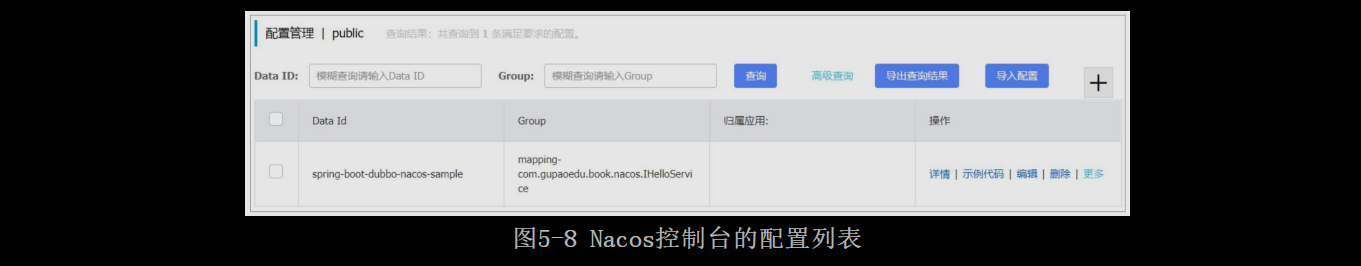 配置管理 | public 查询结果：共查询到 1 条满足要求的配置。
Data ID: 模糊查询请输入Data ID Group: 模糊查询请输入Group 查询 高级查询 导出查询结果 导入配置 +
Data Id Group 归属应用: 操作
spring-boot-dubbo-nacos-sample mapping-
com.gupaoedu.book.nacos.IHelloServi
ce
详情 | 示例代码 | 编辑 | 删除 | 更多
图5-8 Nacos控制台的配置列表